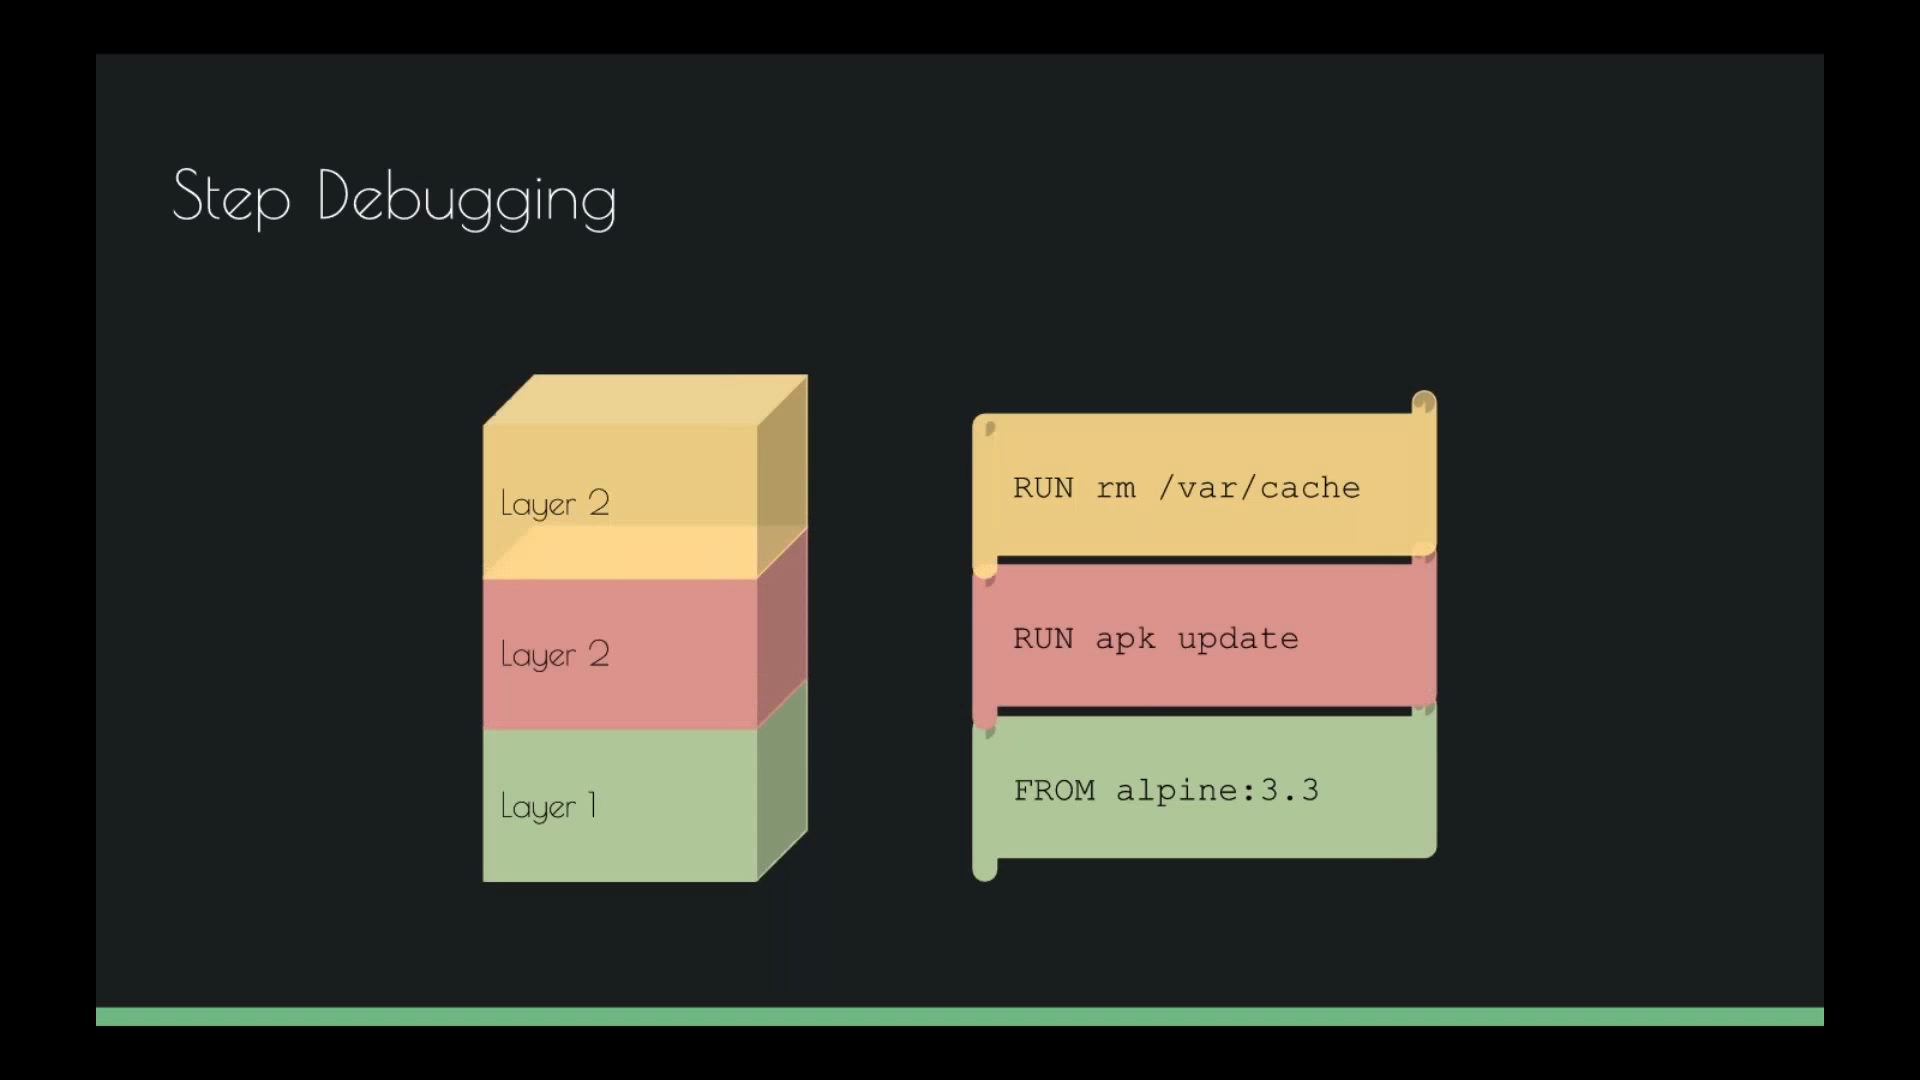 Step Debugging
Layer 2
RUN rm /var/cache
Layer 2
RUN apk update
Layer 1
FROM alpine:3.3